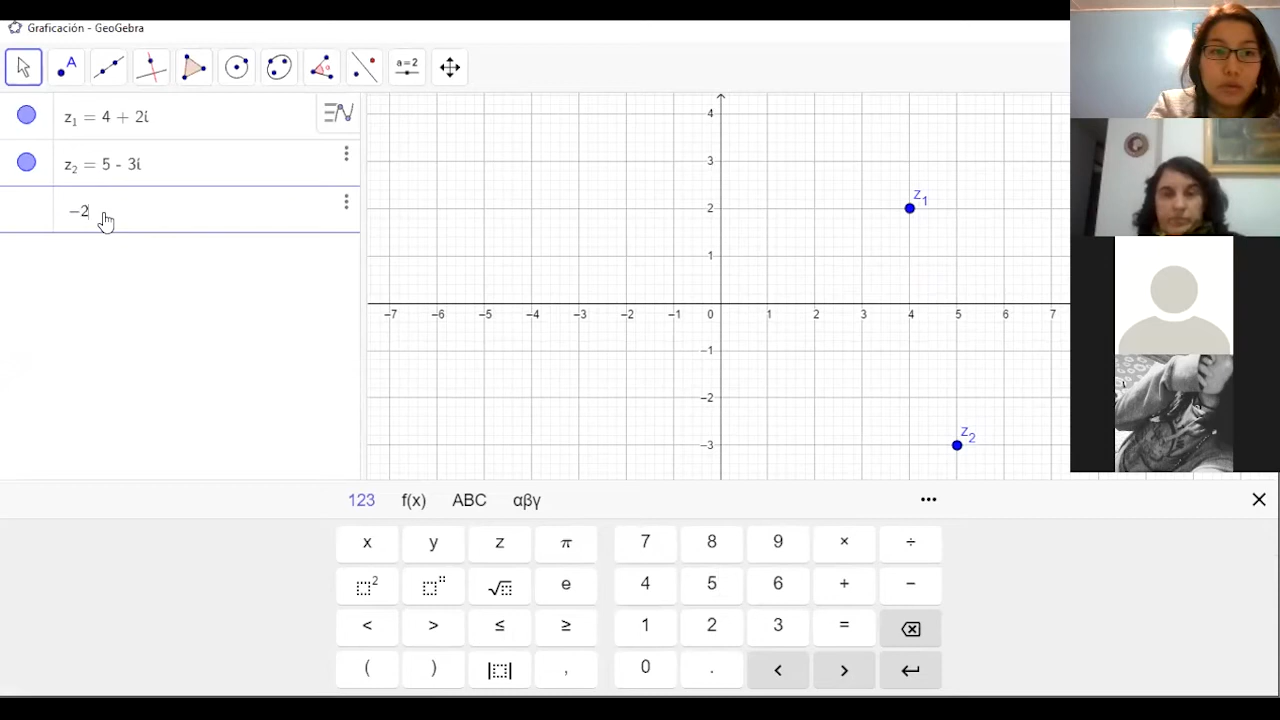 Graficación - GeoGebra
A
a=2
z₁ = 4 + 2i
z₂ = 5 - 3i
−2
4
3
2
1
−7 −6 −5 −4 −3 −2 −1 0 1 2 3 4 5 6 7
−1
−2
−3
z₁
z₂
123 f(x) ABC αβγ •••
x y z π 7 8 9 × ÷
² √ e 4 5 6 + −
< > ≤ ≥ 1 2 3 =
( ) , 0 . < >